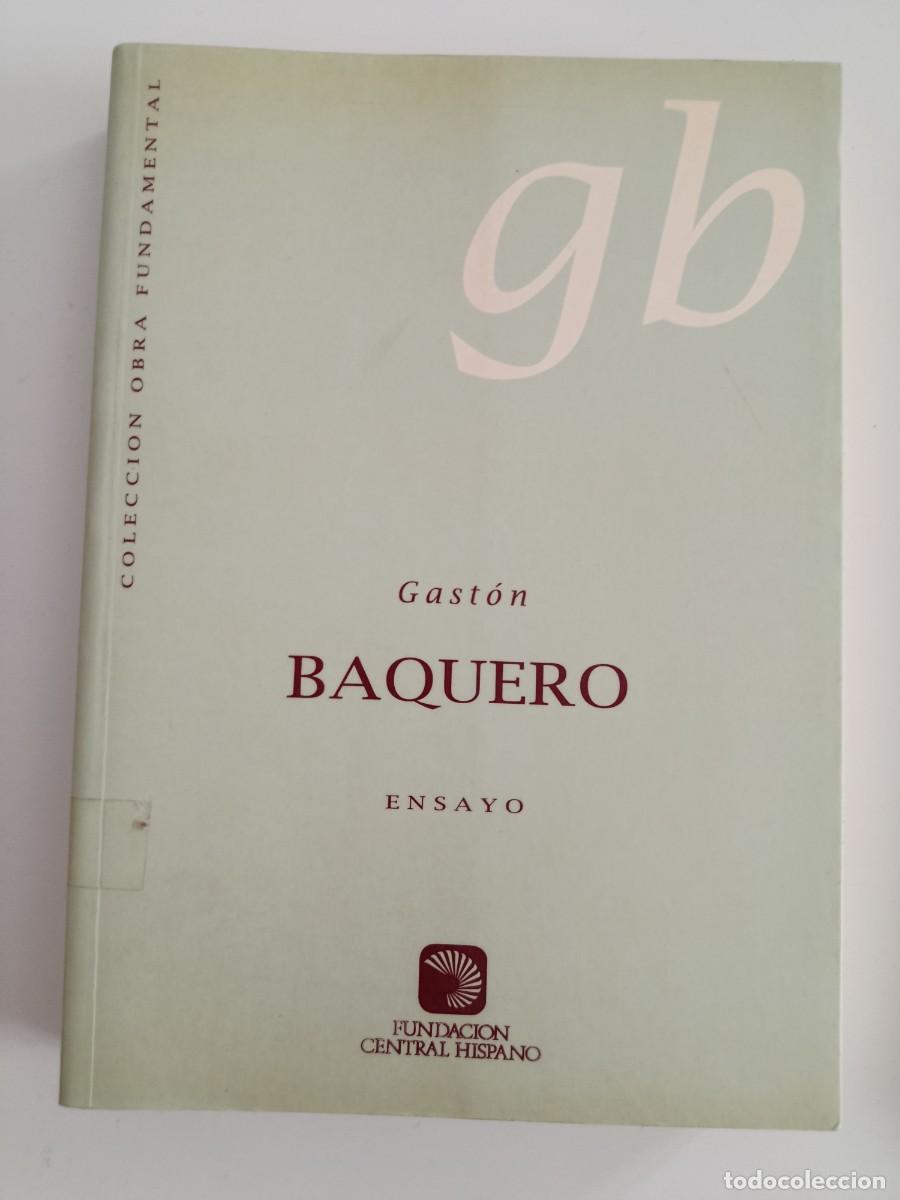 COLECCION OBRA FUNDAMENTAL
gb
Gastón
BAQUERO
ENSAYO
FUNDACION
CENTRAL HISPANO
todocoleccion